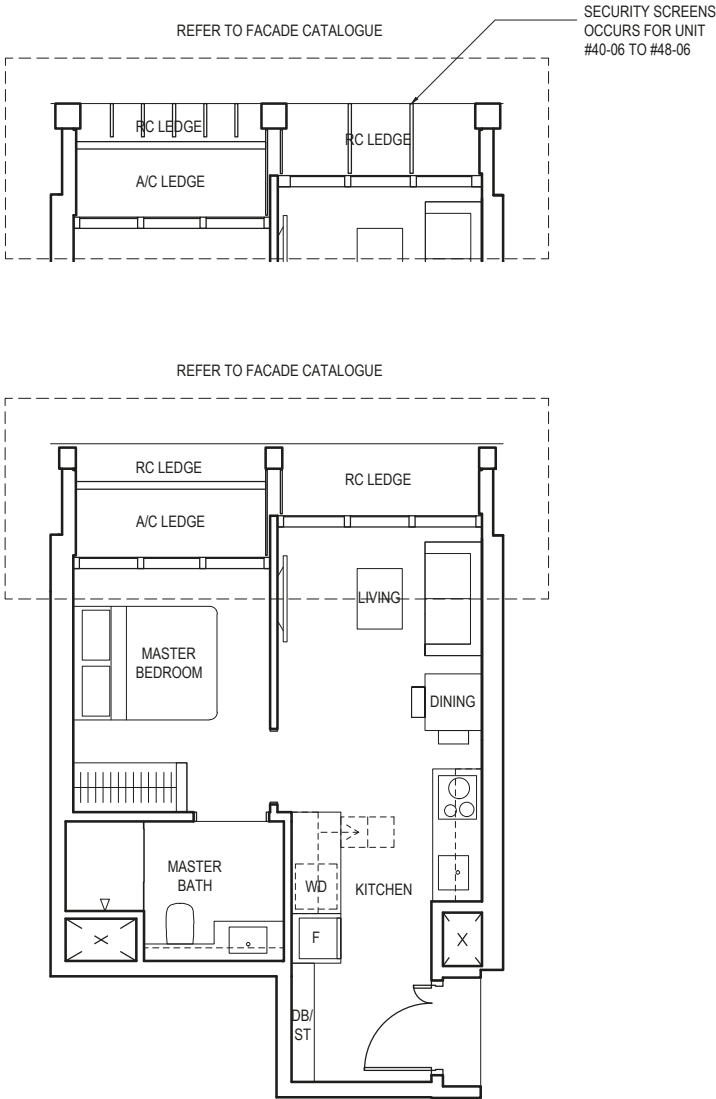 SECURITY SCREENS
OCCURS FOR UNIT
#40-06 TO #48-06
REFER TO FACADE CATALOGUE
RC LEDGE
RC LEDGE
A/C LEDGE
REFER TO FACADE CATALOGUE
RC LEDGE
RC LEDGE
A/C LEDGE
LIVING
MASTER
BEDROOM
DINING
MASTER
BATH
WD
KITCHEN
F
X
X
DB/
ST